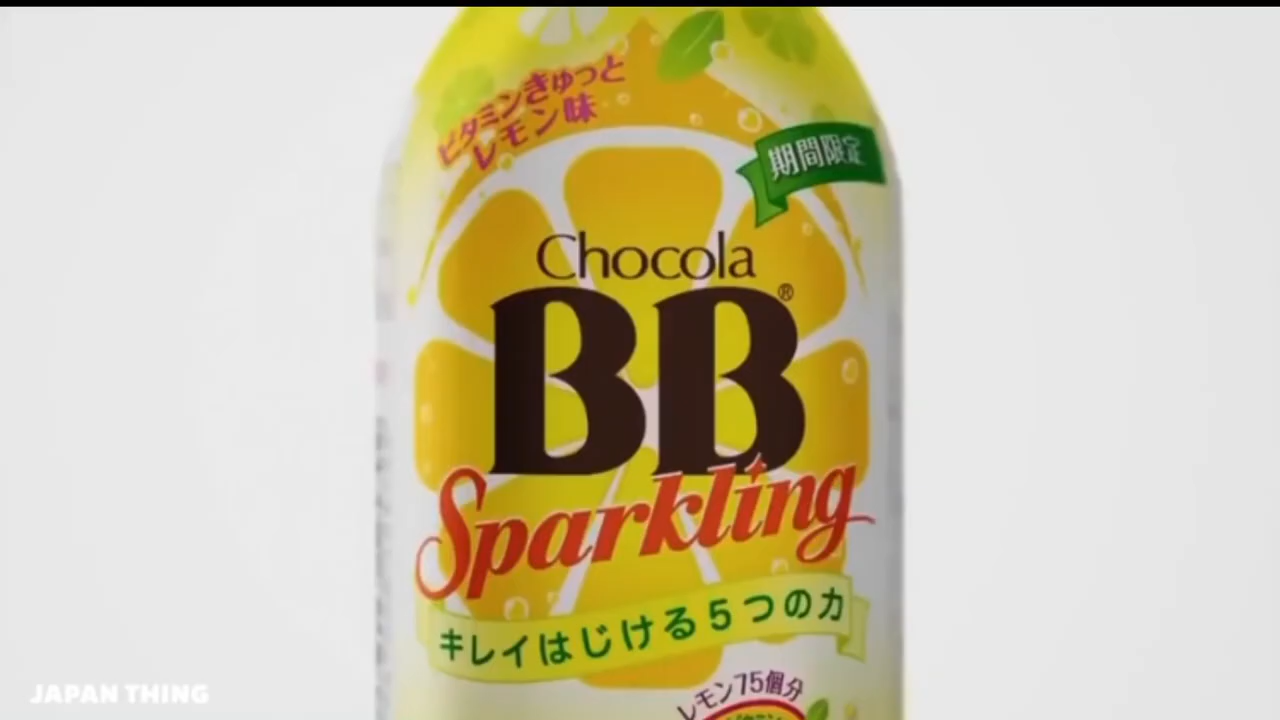 ビタミンきゅっと
レモン味
期間限定
Chocola
BB®
Sparkling
キレイはじける5つの力
レモン75個分
JAPAN THING